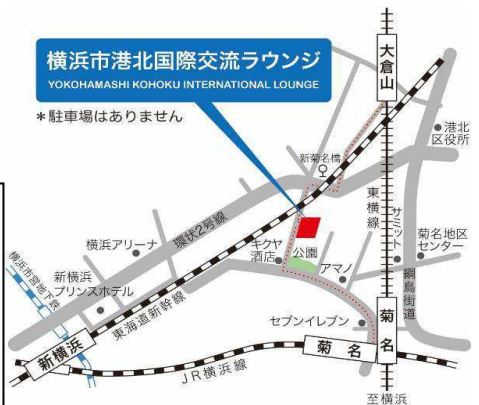 横浜市港北国際交流ラウンジ
YOKOHAMASHI KOHOKU INTERNATIONAL LOUNGE
＊駐車場はありません
大倉山
港北
区役所
新菊名橋
東横線
サミット
菊名地区
センター
綱島街道
環状2号線
横浜アリーナ
キクヤ
酒店
公園
アマノ
新横浜
プリンスホテル
横浜市営地下鉄
東海道新幹線
セブンイレブン
菊名
菊名
新横浜
JR横浜線
至横浜